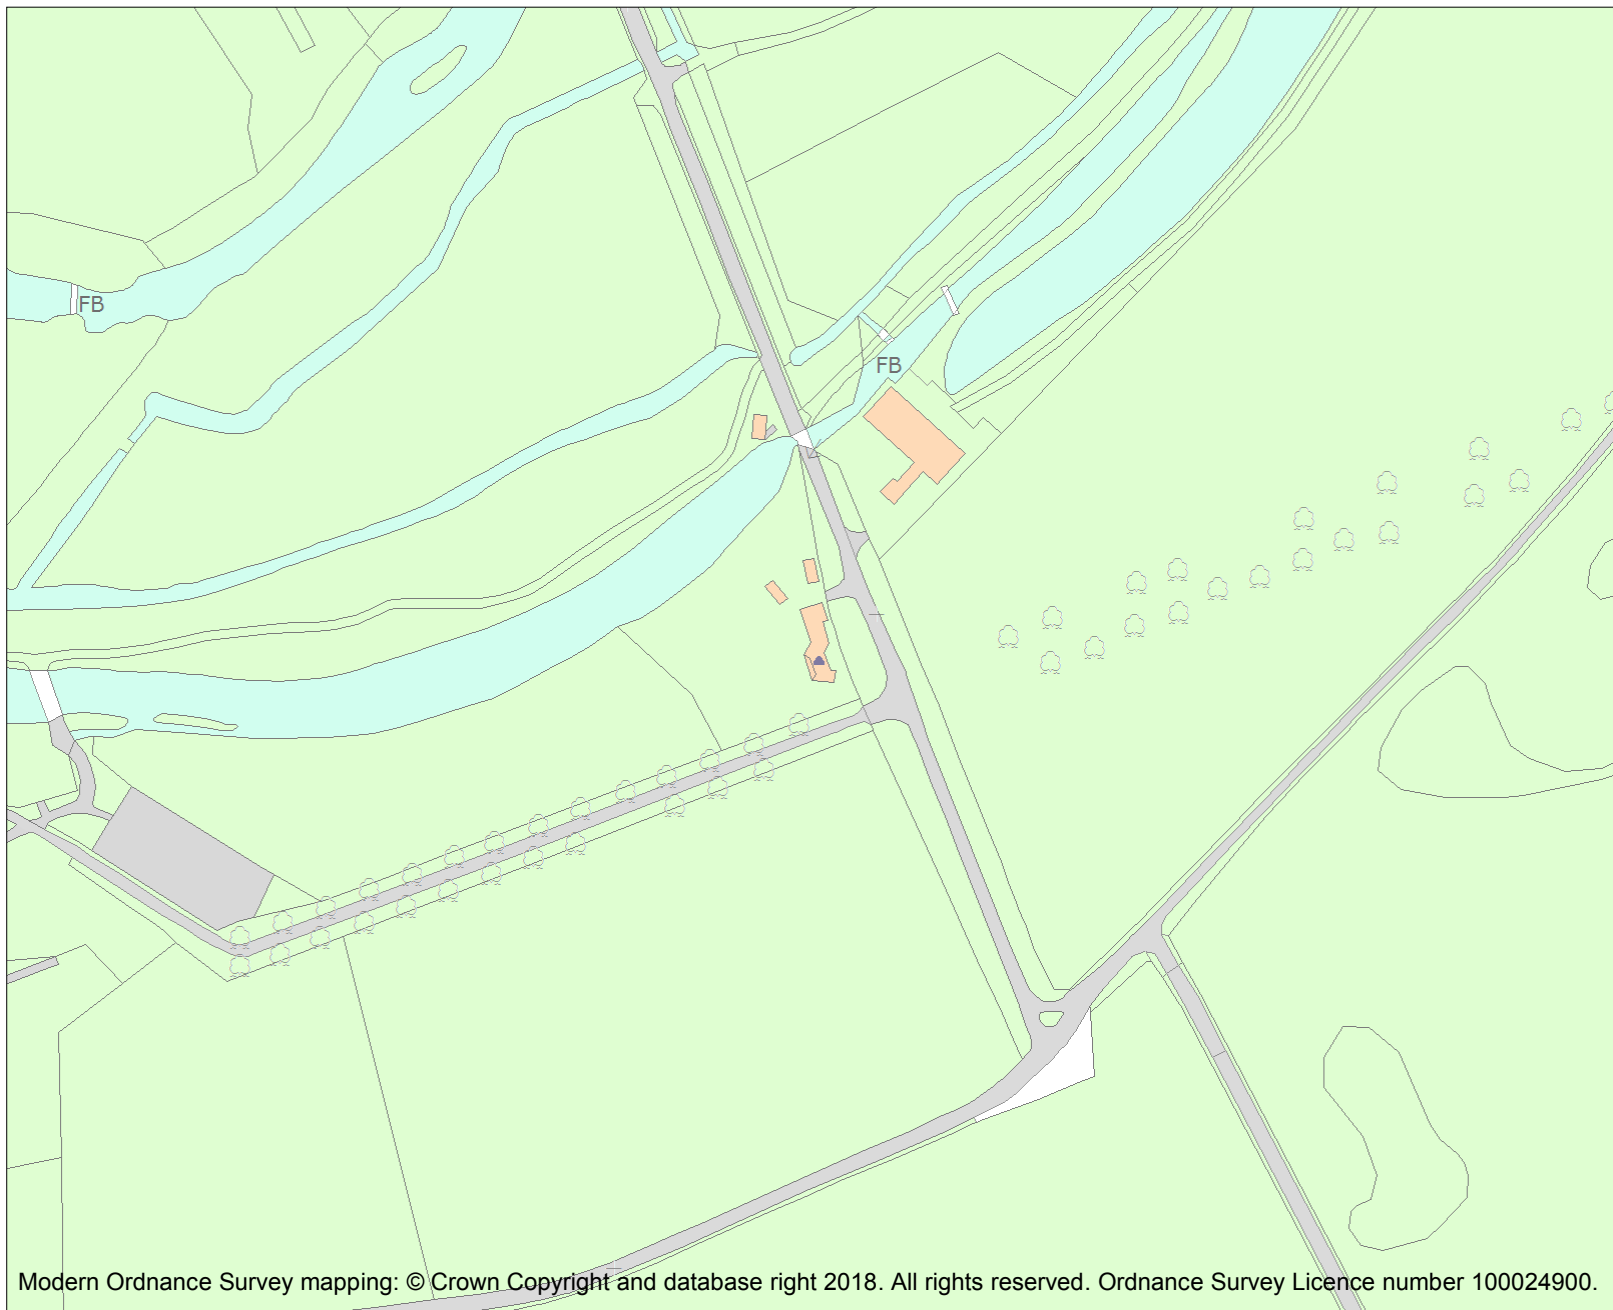 FB
FB
Modern Ordnance Survey mapping: © Crown Copyright and database right 2018. All rights reserved. Ordnance Survey Licence number 100024900.